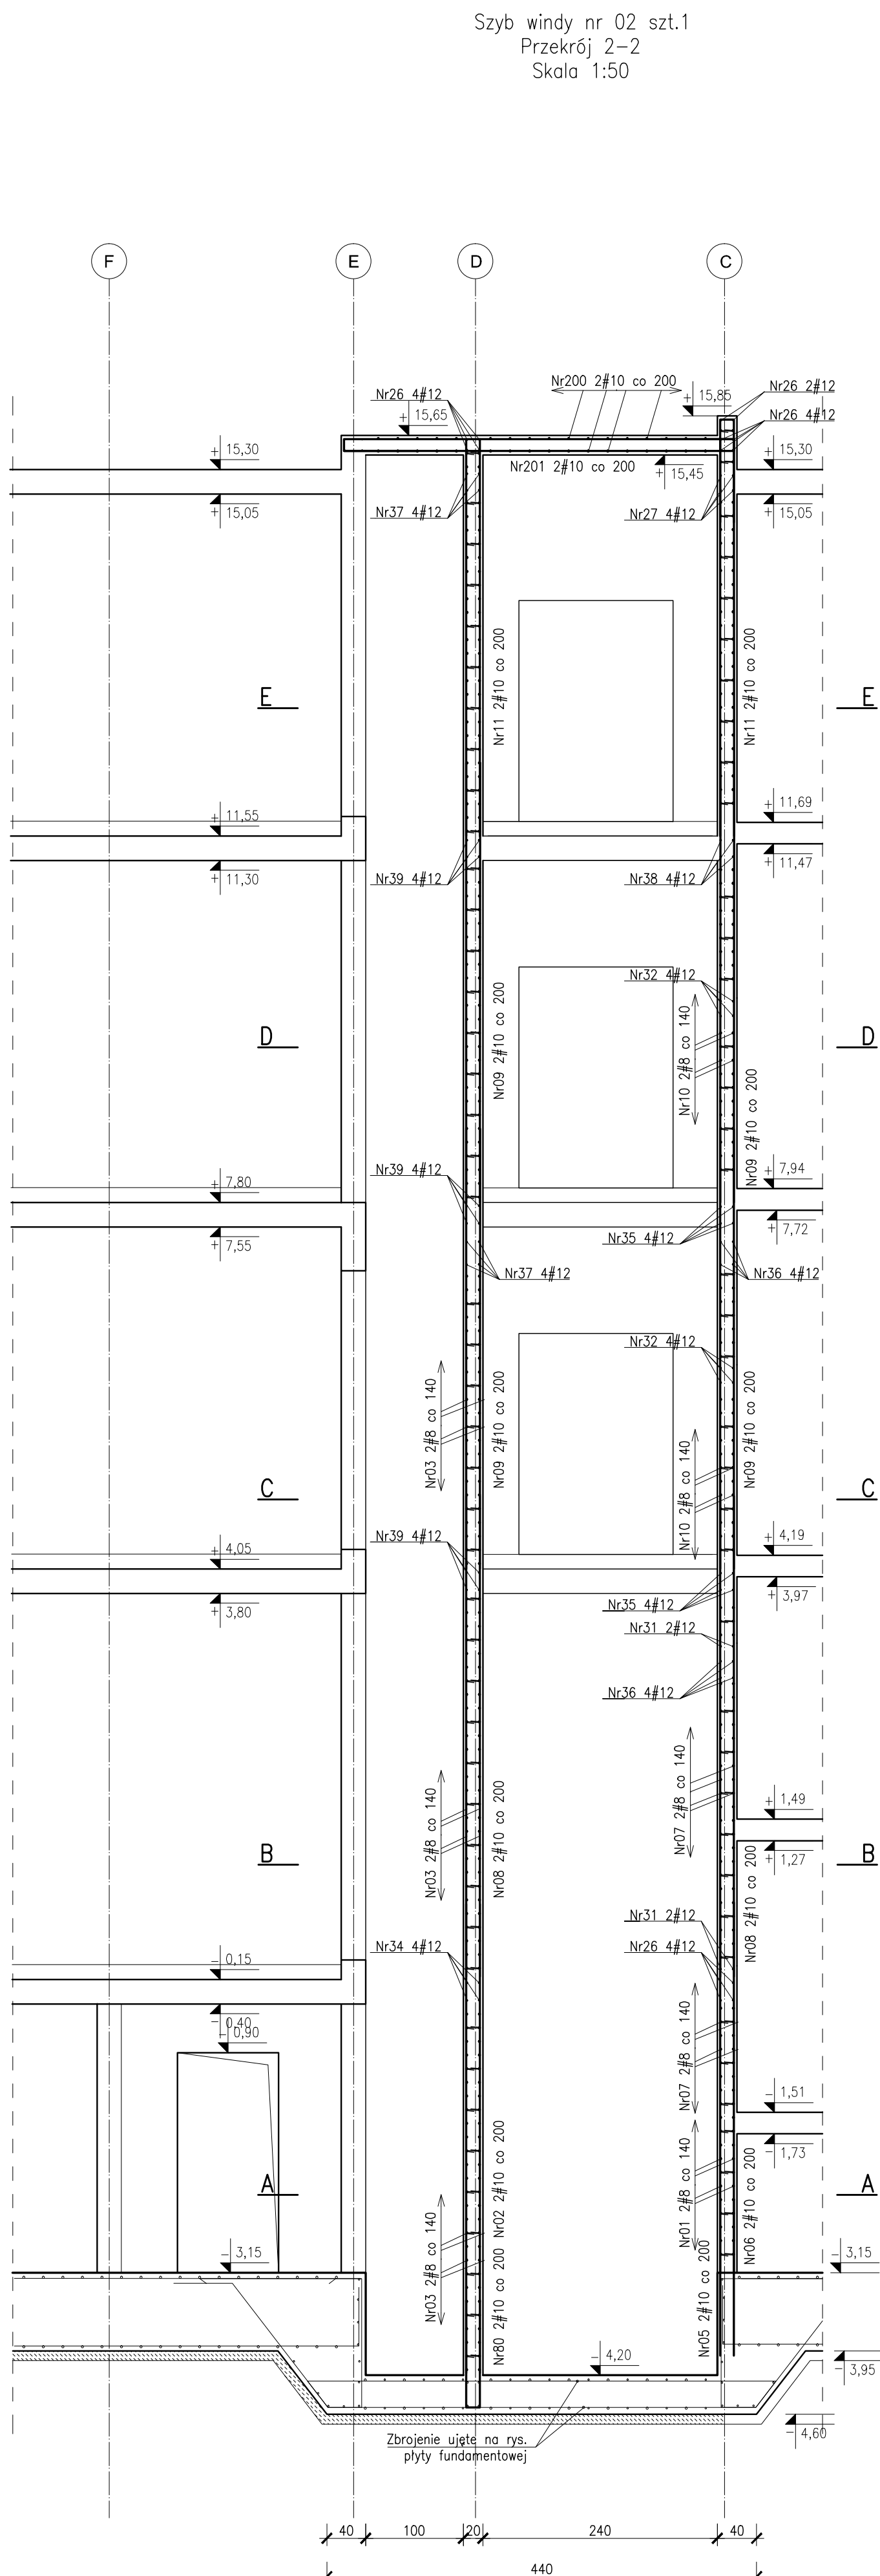 Szyb windy nr 02 szt.1
Przekrój 2-2
Skala 1:50
F
E
D
C
Nr200 2#10 co 200
Nr26 4#12
+ 15,65
+ 15,85
Nr26 2#12
Nr26 4#12
+ 15,30
+ 15,30
Nr201 2#10 co 200
+ 15,45
Nr37 4#12
Nr27 4#12
+ 15,05
+ 15,05
Nr11 2#10 co 200
Nr11 2#10 co 200
E
E
+ 11,55
+ 11,69
+ 11,30
+ 11,47
Nr39 4#12
Nr38 4#12
Nr32 4#12
Nr09 2#10 co 200
Nr10 2#8 co 140
D
D
Nr09 2#10 co 200
Nr39 4#12
+ 7,80
+ 7,94
+ 7,55
+ 7,72
Nr35 4#12
Nr37 4#12
Nr36 4#12
Nr32 4#12
Nr03 2#8 co 140
Nr09 2#10 co 200
Nr10 2#8 co 140
Nr09 2#10 co 200
C
C
Nr39 4#12
+ 4,05
+ 4,19
+ 3,80
+ 3,97
Nr35 4#12
Nr31 2#12
Nr36 4#12
Nr03 2#8 co 140
Nr08 2#10 co 200
Nr07 2#8 co 140
+ 1,49
B
B
+ 1,27
Nr08 2#10 co 200
Nr31 2#12
Nr34 4#12
Nr26 4#12
- 0,15
- 0,40
- 0,90
Nr07 2#8 co 140
- 1,51
- 1,73
A
A
Nr03 2#8 co 140
Nr80 2#10 co 200
Nr02 2#10 co 200
Nr01 2#8 co 140
Nr05 2#10 co 200
Nr06 2#10 co 200
- 3,15
- 3,15
- 4,20
- 3,95
- 4,60
Zbrojenie ujęte na rys.
płyty fundamentowej
40 100 20 240 40
440